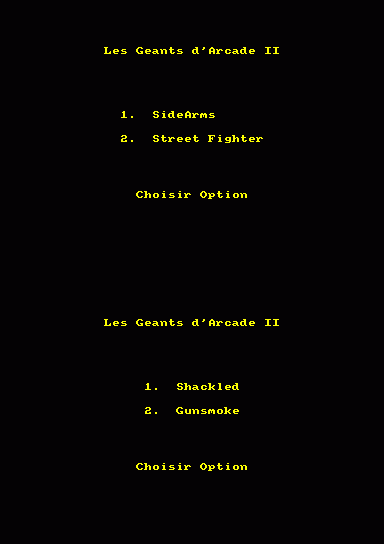 Les Geants d'Arcade II
1. SideArms
2. Street Fighter
Choisir Option
Les Geants d'Arcade II
1. Shackled
2. Gunsmoke
Choisir Option